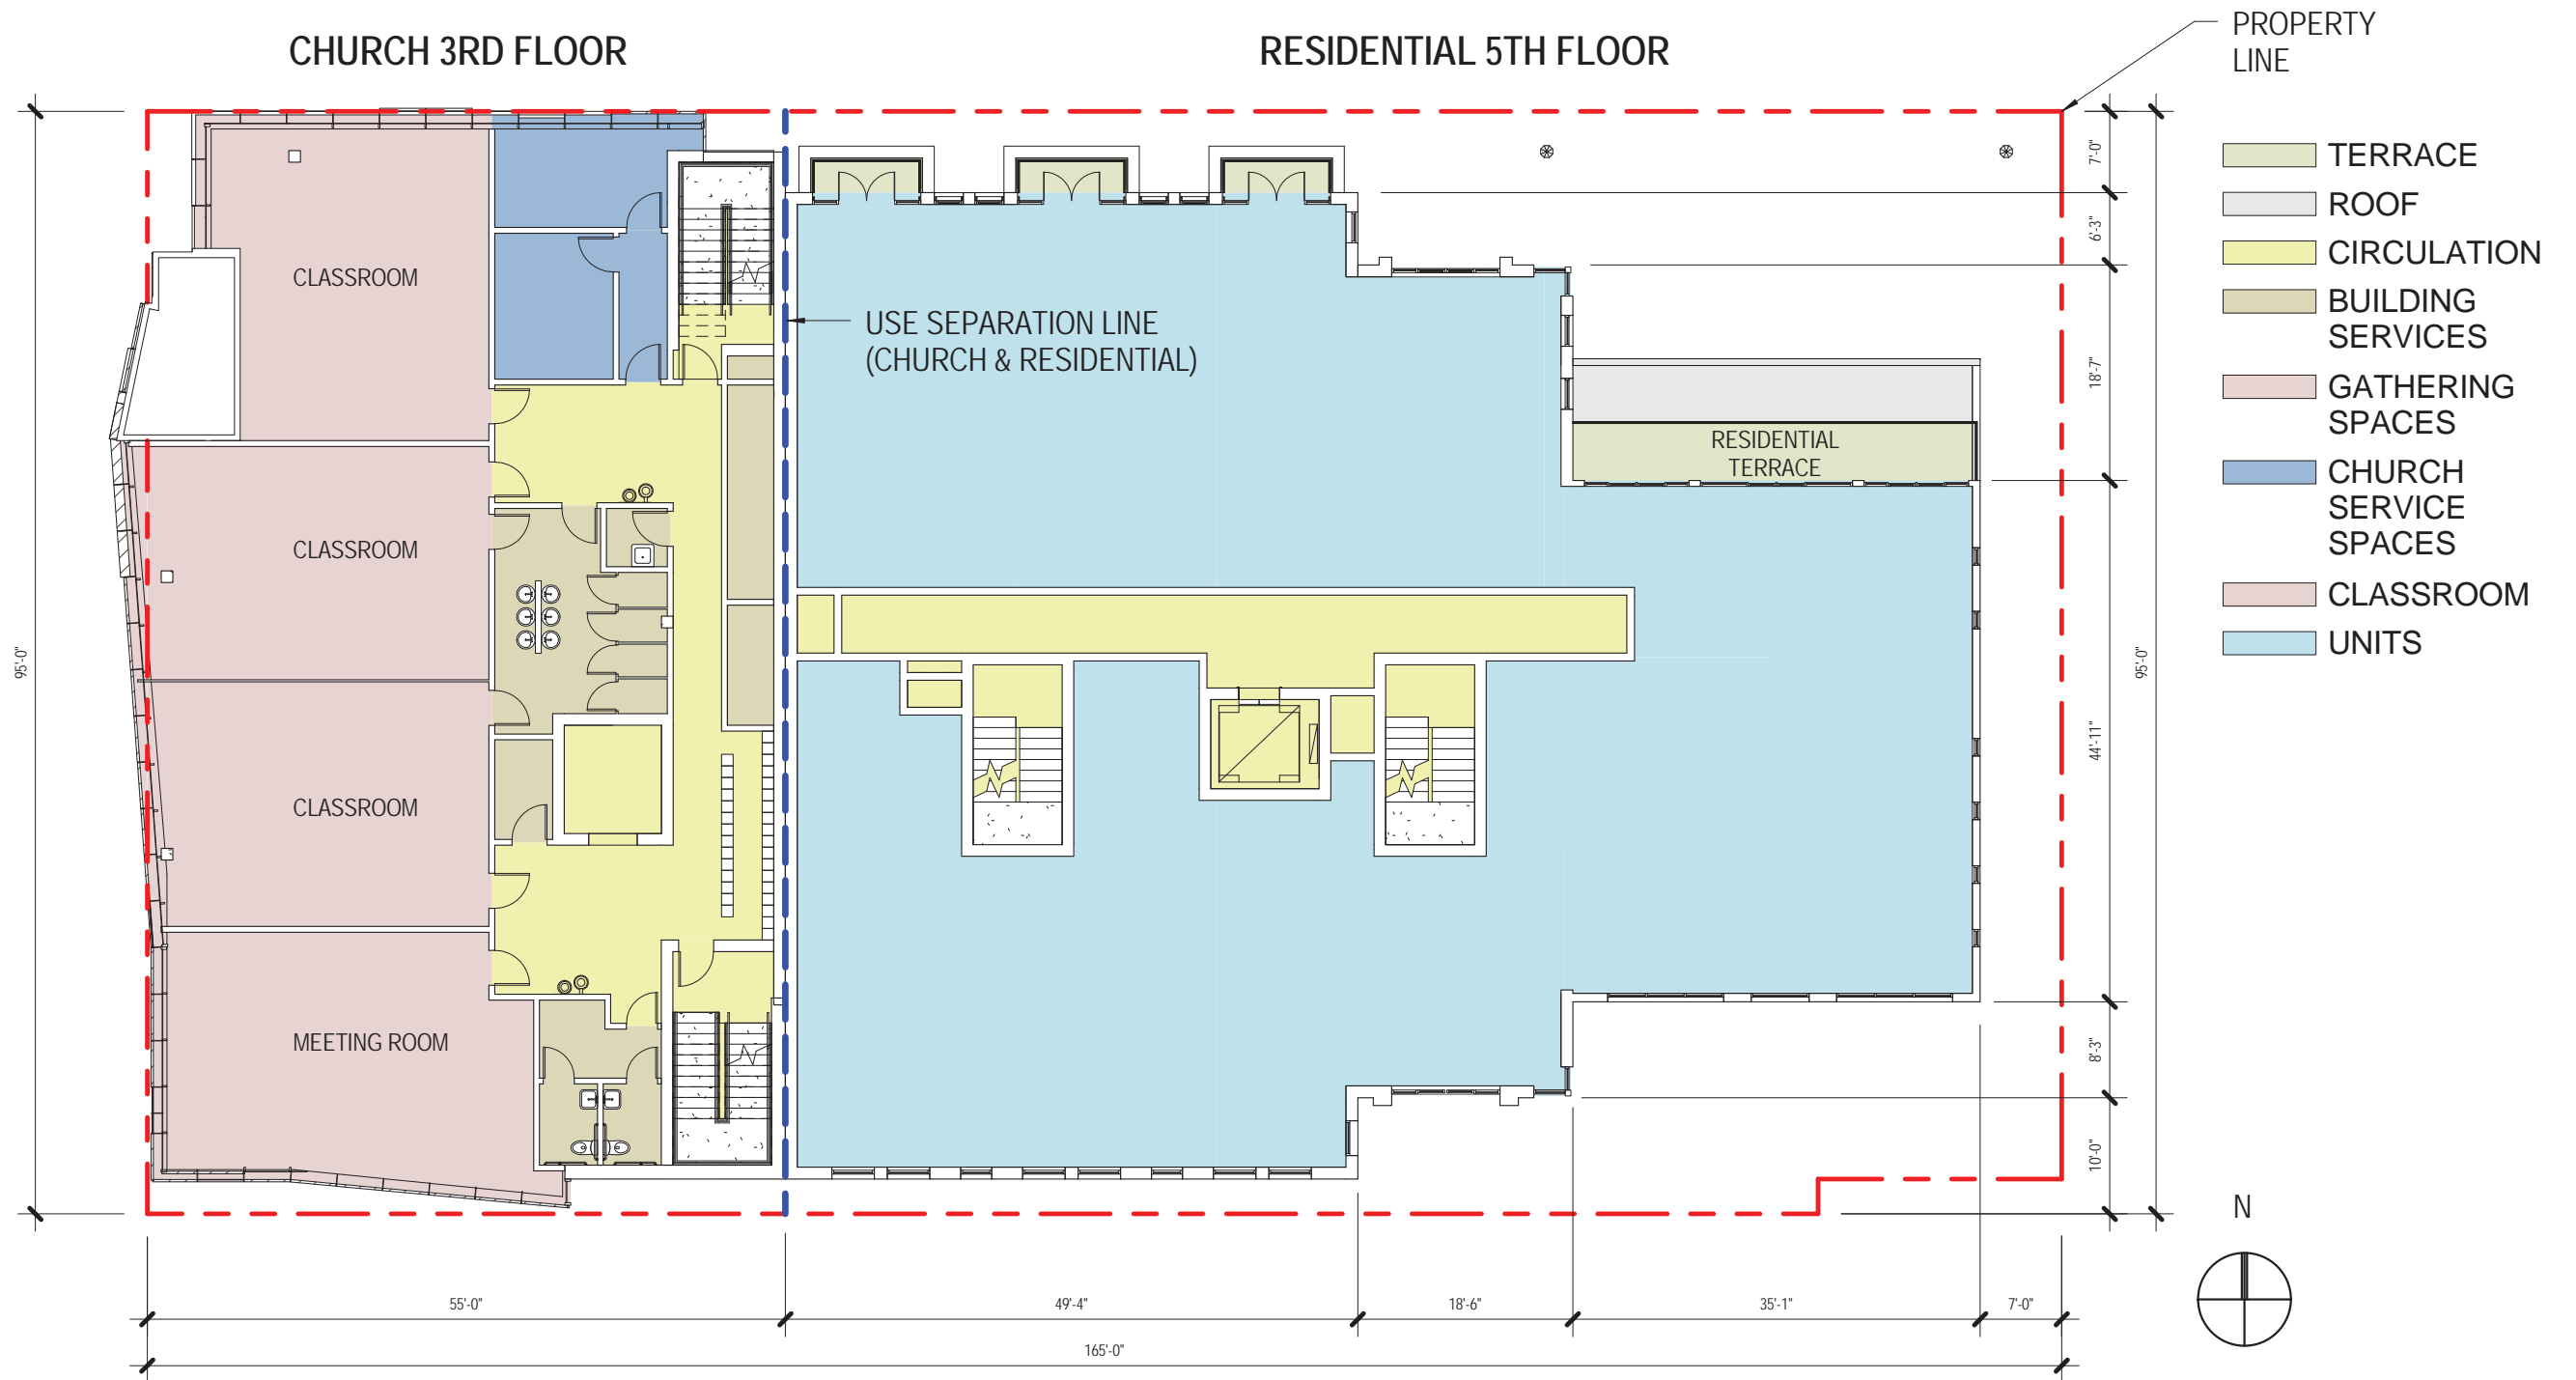 CHURCH 3RD FLOOR
RESIDENTIAL 5TH FLOOR
PROPERTY
LINE
TERRACE
ROOF
CIRCULATION
BUILDING
SERVICES
GATHERING
SPACES
CHURCH
SERVICE
SPACES
CLASSROOM
UNITS
CLASSROOM
USE SEPARATION LINE
(CHURCH & RESIDENTIAL)
RESIDENTIAL
TERRACE
CLASSROOM
CLASSROOM
MEETING ROOM
95'-0"
7'-0"
6'-3"
18'-7"
44'-11"
8'-3"
10'-0"
95'-0"
N
55'-0"
49'-4"
18'-6"
35'-1"
7'-0"
165'-0"